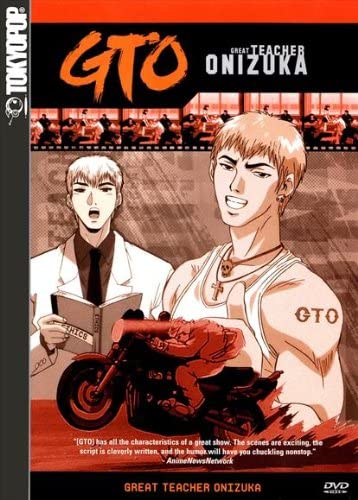 TOKYOPOP
GTO
GREAT TEACHER
ONIZUKA
ETHICS
GTO
"[GTO] has all the characteristics of a great show. The scenes are exciting, the
script is cleverly written, and the humor will have you chuckling nonstop."
- AnimeNewsNetwork
GREAT TEACHER ONIZUKA
DVD